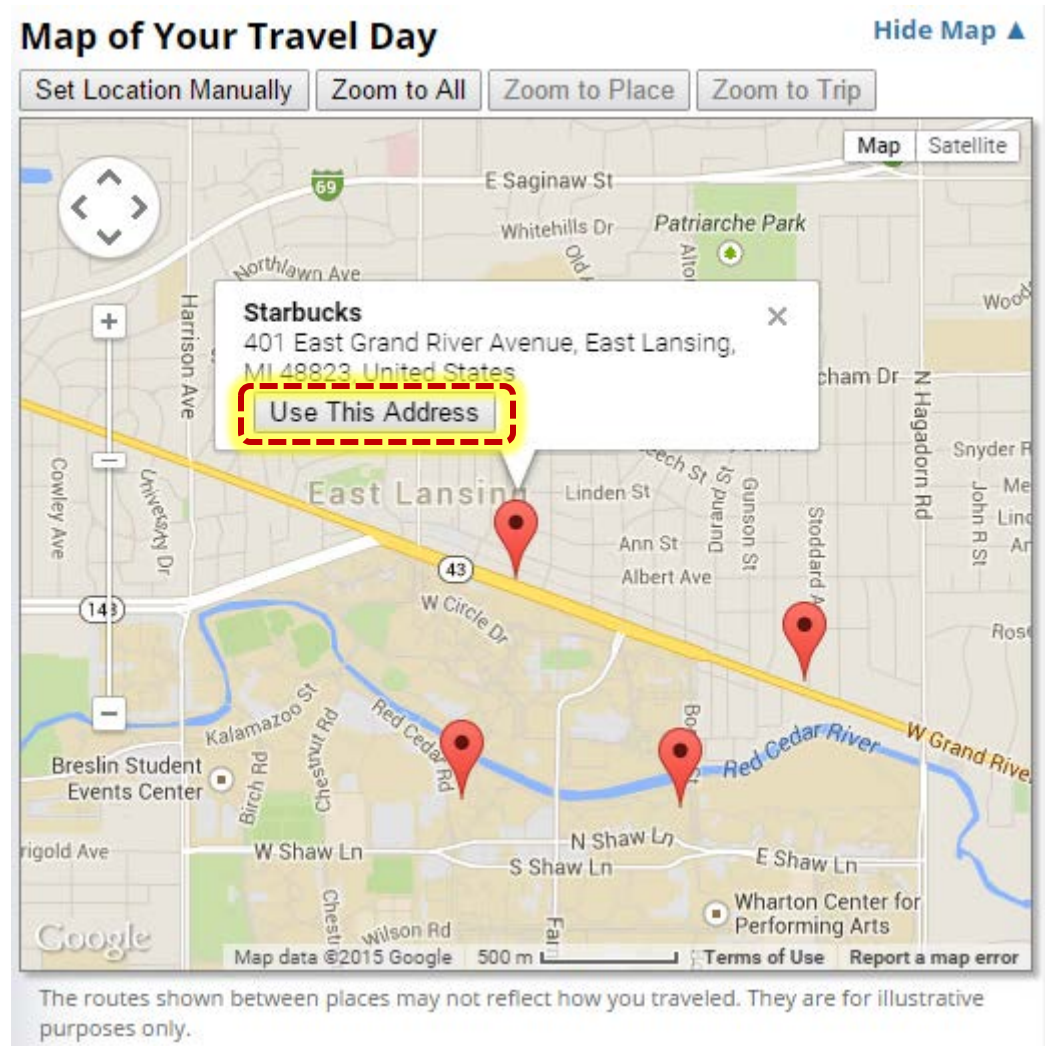 Map of Your Travel Day
Hide Map ▲
Set Location Manually
Zoom to All
Zoom to Place
Zoom to Trip
Map
Satellite
69
E Saginaw St
Whitehills Dr
Patriarche Park
Northlawn Ave
Harrison Ave
Starbucks
401 East Grand River Avenue, East Lansing,
MI 48823, United States
Use This Address
N Hagadorn Rd
Cowley Ave
University Dr
East Lansing
Linden St
Durand St
Gunson St
John R St
Ann St
43
Albert Ave
W Circle Dr
Kalamazoo St
Red Cedar Rd
Red Cedar River
W Grand River
Breslin Student
Events Center
Birch Rd
Chestnut Rd
W Shaw Ln
N Shaw Ln
S Shaw Ln
E Shaw Ln
Wharton Center for
Performing Arts
Wilson Rd
Google
Map data ©2015 Google
500 m
Terms of Use
Report a map error
The routes shown between places may not reflect how you traveled. They are for illustrative
purposes only.